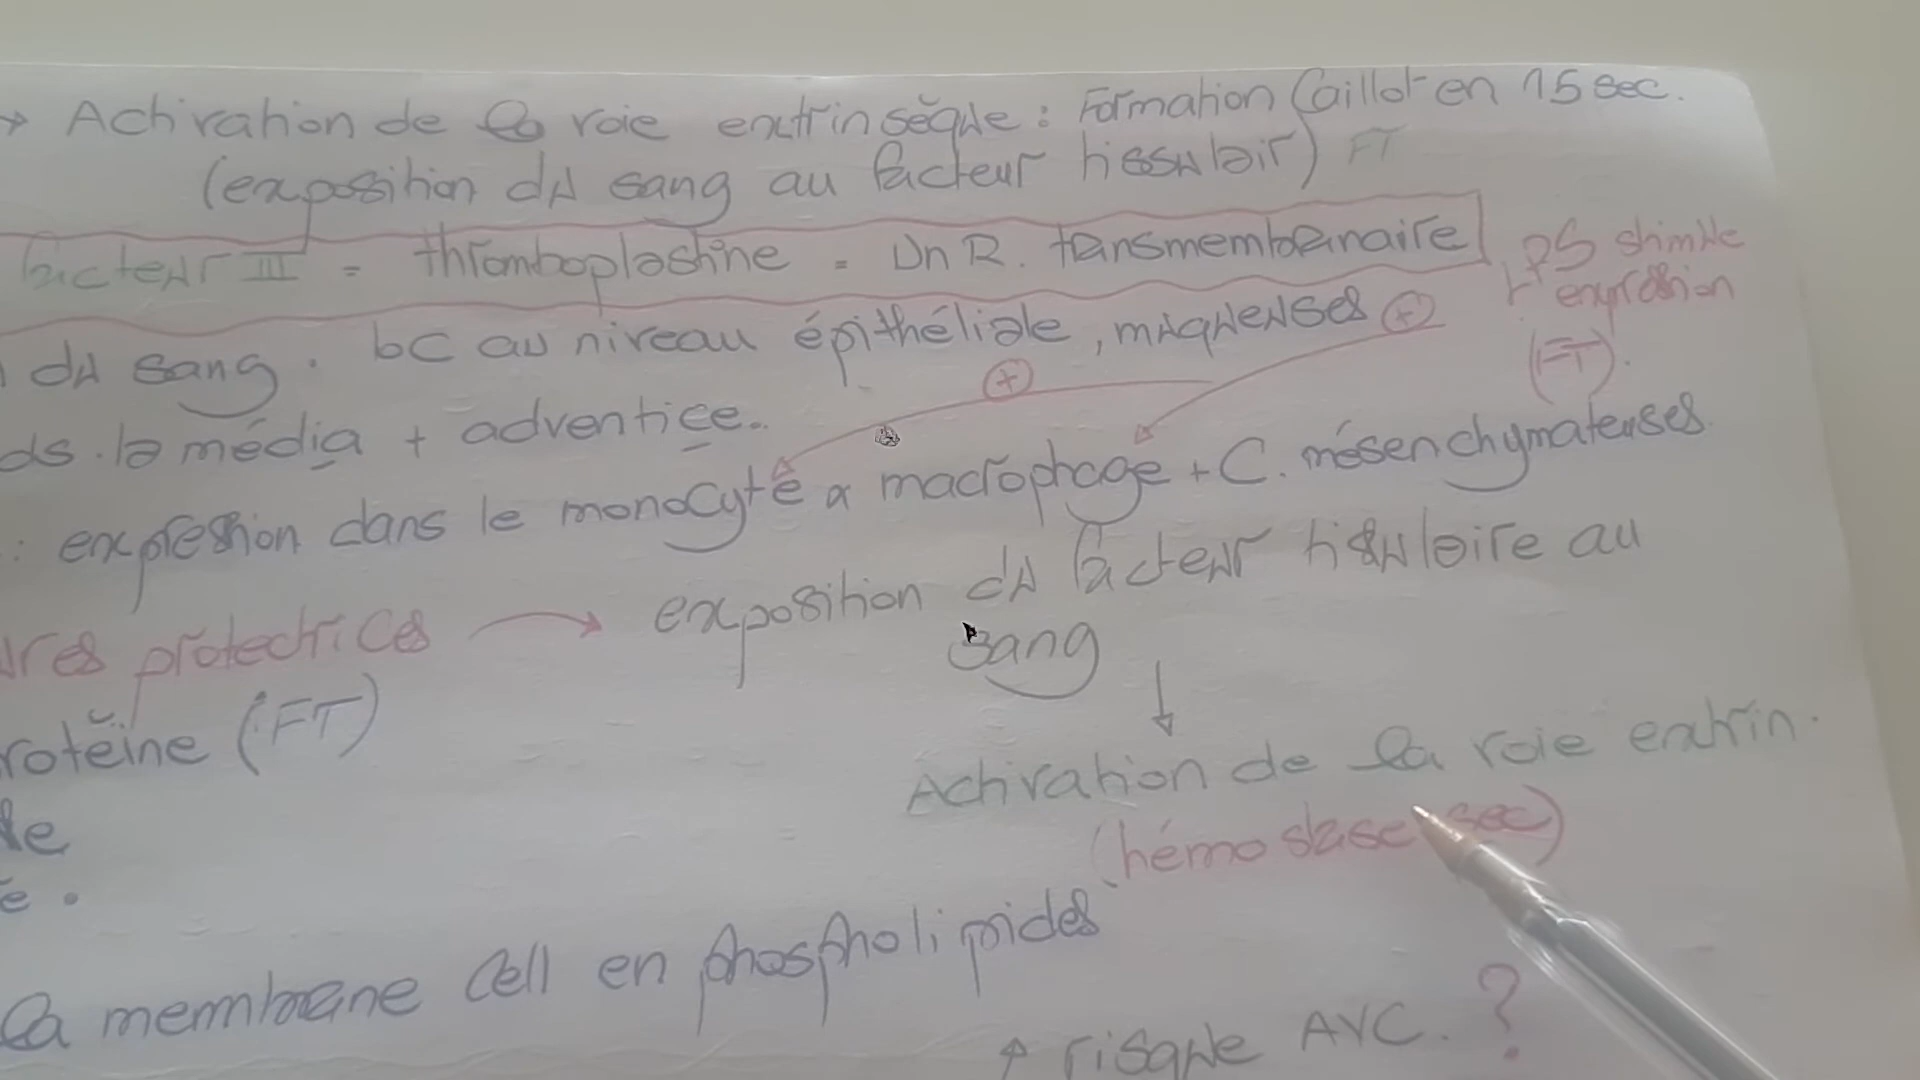 → Activation de la voie extrinsèque : Formation Caillot en 15 sec.
(exposition du sang au facteur tissulair) FT
facteur III = thromboplastine = Un R. transmembranaire
PS stimule
l'expression
(FT).
du sang. bc au niveau épithéliale, muqueuses +
+
ds. la média + adventice.
: expression dans le monocyte α macrophage + C. mésenchymateuses
protectrices → exposition du facteur tissulaire au
sang
(FT)
↓
Activation de la voie extrin.
(hémostase sec)
la membrane Cell en phospholipides
↑ risque AVC. ?